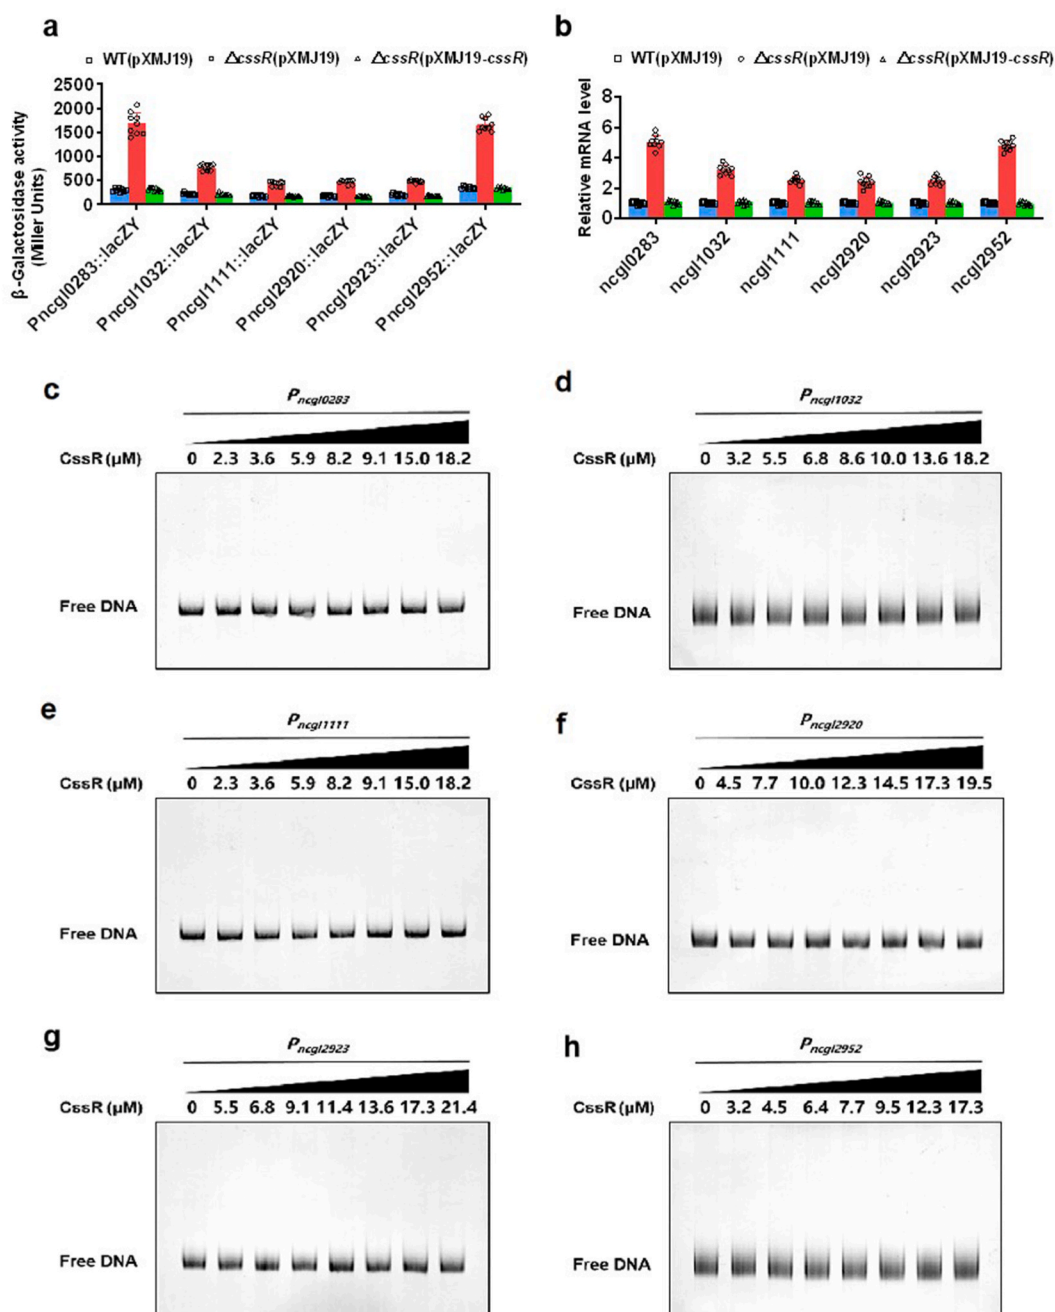 a
□ WT(pXMJ19) □ ΔcssR(pXMJ19) △ ΔcssR(pXMJ19-cssR)
β-Galactosidase activity
(Miller Units)
2500
2000
1500
1000
500
0
Pncgl0283::lacZY
Pncgl1032::lacZY
Pncgl1111::lacZY
Pncgl2920::lacZY
Pncgl2923::lacZY
Pncgl2952::lacZY
b
□ WT(pXMJ19) ○ ΔcssR(pXMJ19) △ ΔcssR(pXMJ19-cssR)
Relative mRNA level
8
6
4
2
0
ncgl0283
ncgl1032
ncgl1111
ncgl2920
ncgl2923
ncgl2952
c
Pncgl0283
CssR (μM) 0 2.3 3.6 5.9 8.2 9.1 15.0 18.2
Free DNA
d
Pncgl1032
CssR (μM) 0 3.2 5.5 6.8 8.6 10.0 13.6 18.2
Free DNA
e
Pncgl1111
CssR (μM) 0 2.3 3.6 5.9 8.2 9.1 15.0 18.2
Free DNA
f
Pncgl2920
CssR (μM) 0 4.5 7.7 10.0 12.3 14.5 17.3 19.5
Free DNA
g
Pncgl2923
CssR (μM) 0 5.5 6.8 9.1 11.4 13.6 17.3 21.4
Free DNA
h
Pncgl2952
CssR (μM) 0 3.2 4.5 6.4 7.7 9.5 12.3 17.3
Free DNA